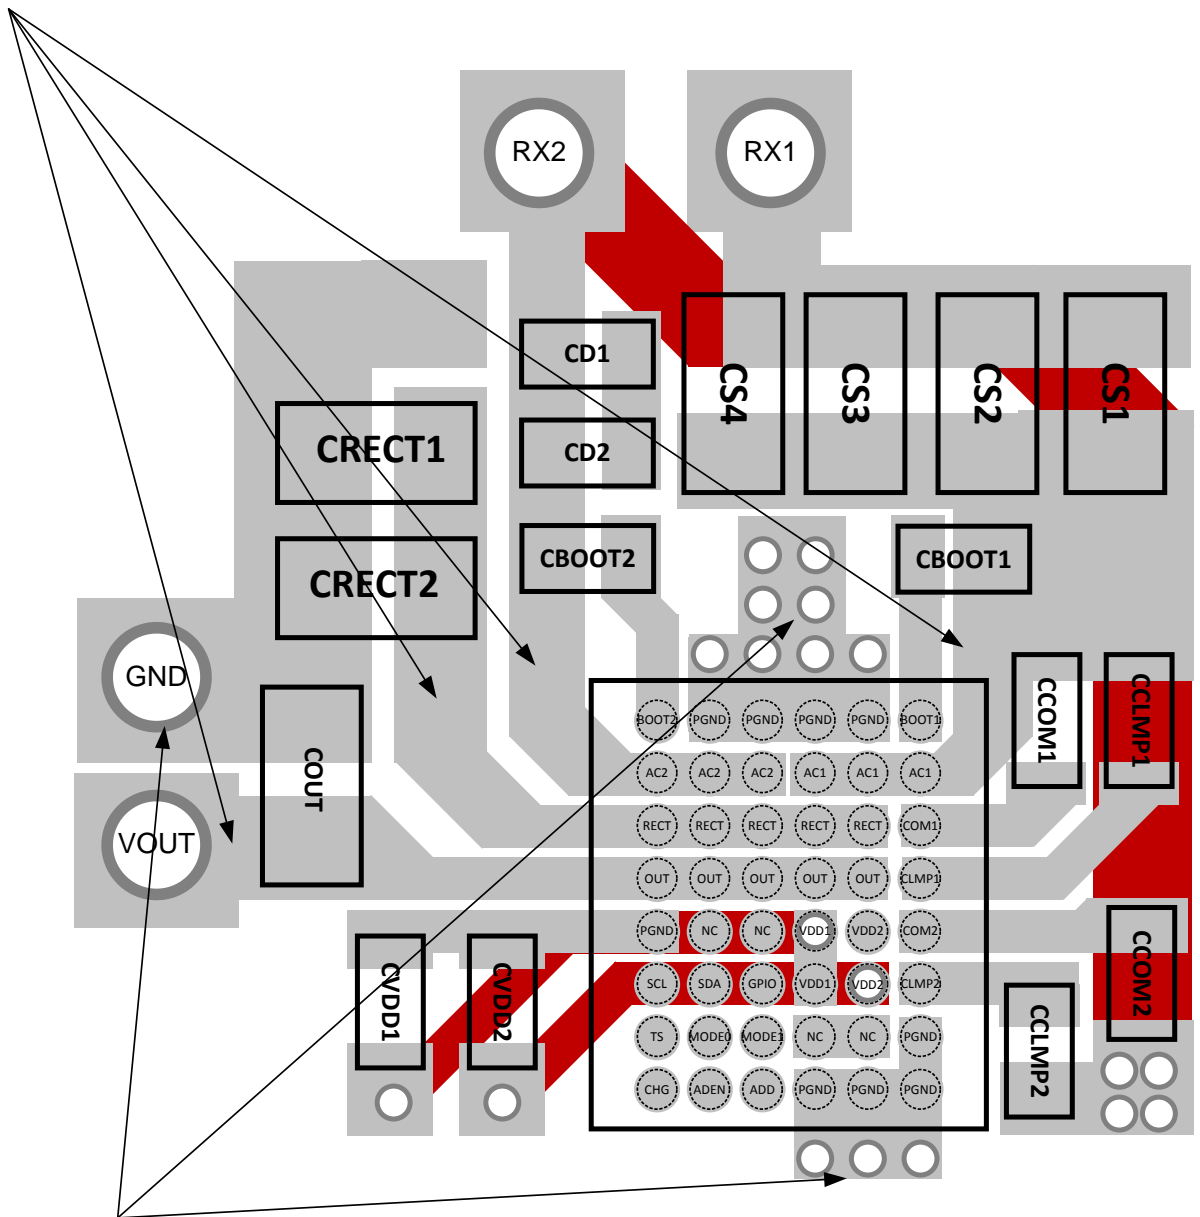 RX2 RX1
CD1
CS4 CS3 CS2 CS1
CRECT1
CD2
CBOOT2
CBOOT1
CRECT2
GND
CCOM1
CCLMP1
COUT
VOUT
BOOT2 PGND PGND PGND PGND BOOT1
AC2 AC2 AC2 AC1 AC1 AC1
RECT RECT RECT RECT RECT COM1
OUT OUT OUT OUT OUT CLMP1
PGND NC NC VDD1 VDD2 COM2
SCL SDA GPIO VDD1 VDD2 CLMP2
TS MODE0 MODE1 NC NC PGND
CHG ADEN ADD PGND PGND PGND
CVDD1
CVDD2
CCOM2
CCLMP2